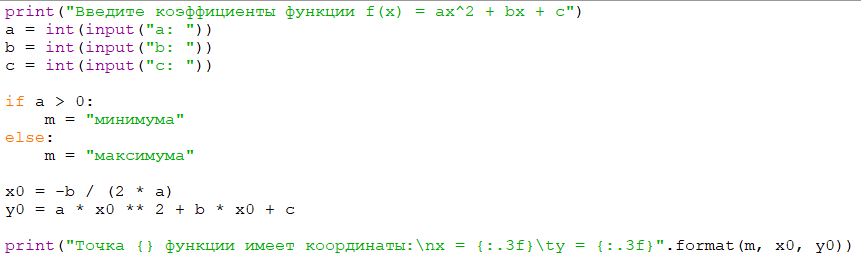 print("Введите коэффициенты функции f(x) = ax^2 + bx + c")
a = int(input("a: "))
b = int(input("b: "))
c = int(input("c: "))
if a > 0:
    m = "минимума"
else:
    m = "максимума"
x0 = -b / (2 * a)
y0 = a * x0 ** 2 + b * x0 + c
print("Точка {} функции имеет координаты:\nx = {:.3f}\ty = {:.3f}".format(m, x0, y0))